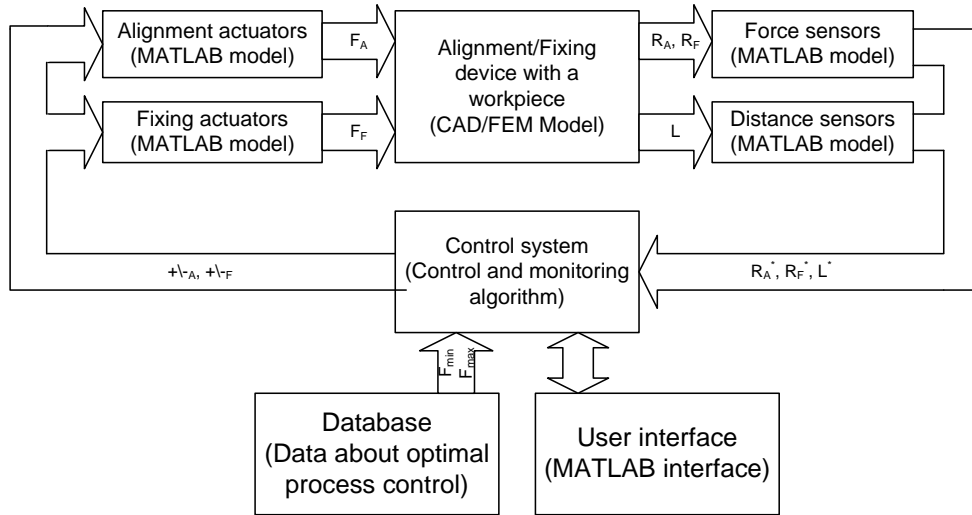 Alignment actuators
(MATLAB model)
F_A
Alignment/Fixing
device with a
workpiece
(CAD/FEM Model)
R_A, R_F
Force sensors
(MATLAB model)
Fixing actuators
(MATLAB model)
F_F
L
Distance sensors
(MATLAB model)
Control system
(Control and monitoring
algorithm)
+\-_A, +\-_F
R_A^*, R_F^*, L^*
F_min
F_max
Database
(Data about optimal
process control)
User interface
(MATLAB interface)